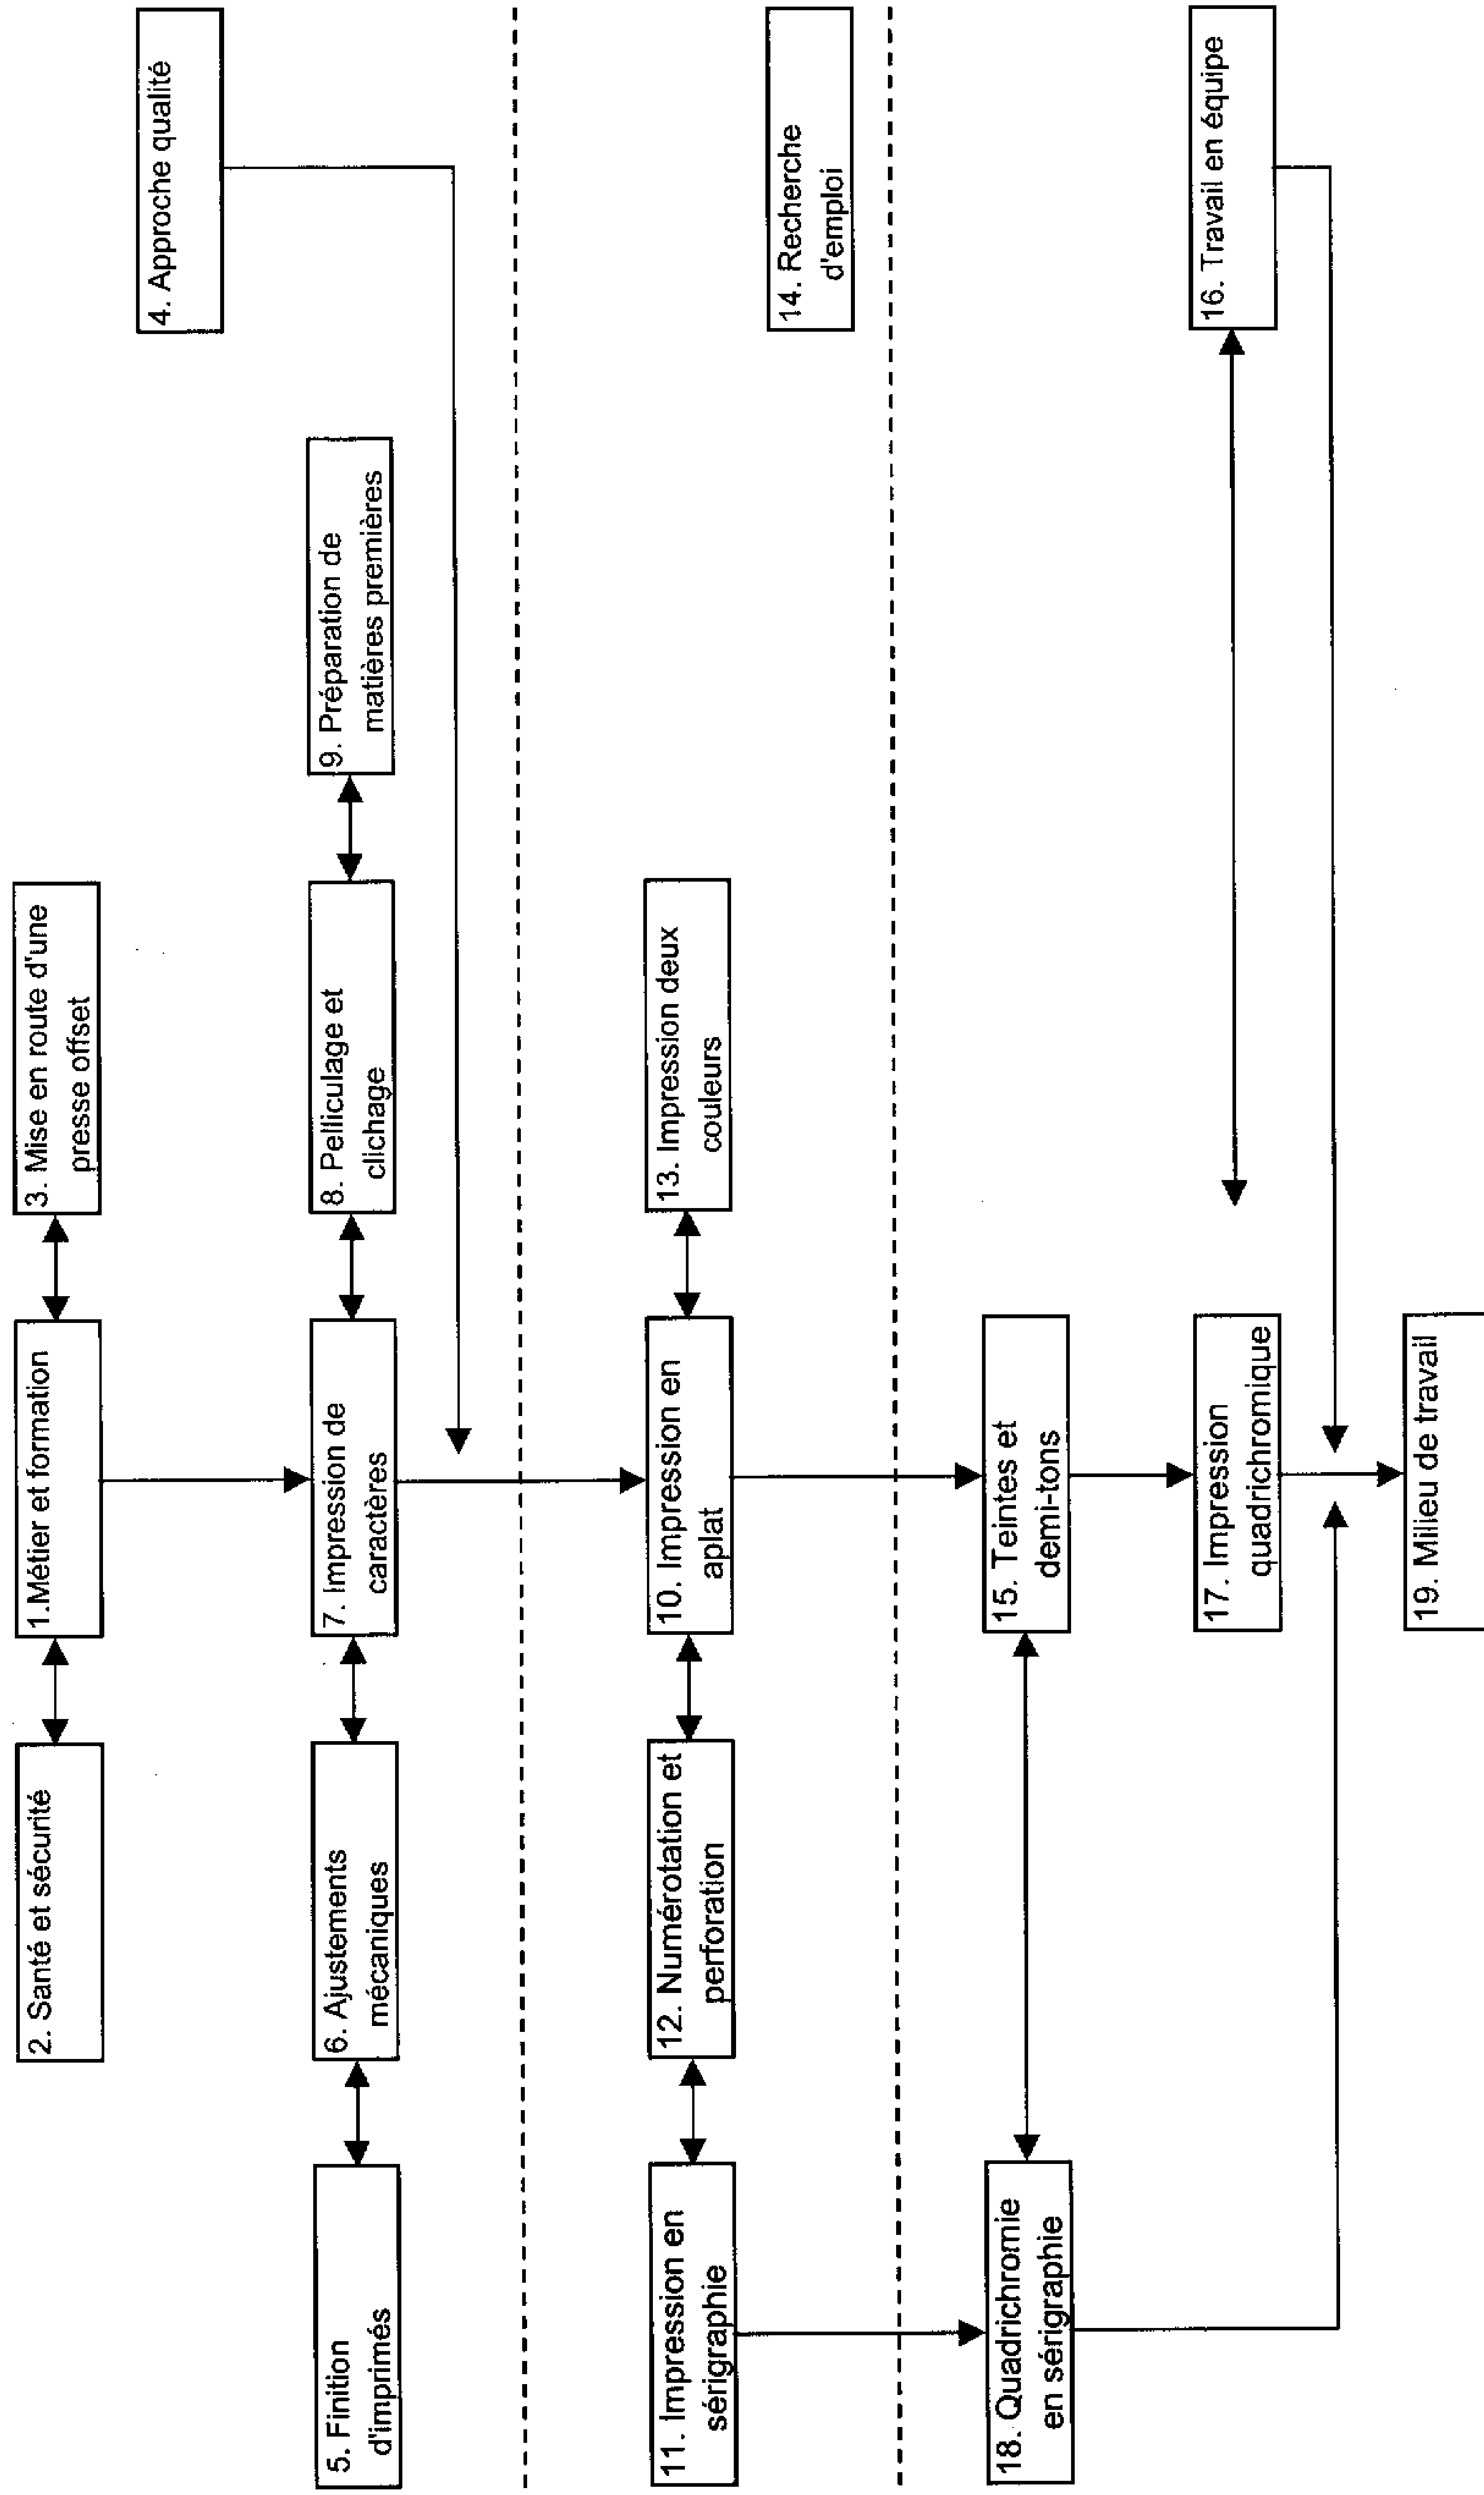 1.Métier et formation
2. Santé et sécurité
3. Mise en route d'une
presse offset
4. Approche qualité
5. Finition
d'imprimés
6. Ajustements
mécaniques
7. Impression de
caractères
8. Pelliculage et
clichage
9. Préparation de
matières premières
10. Impression en
aplat
11. Impression en
sérigraphie
12. Numérotation et
perforation
13. Impression deux
couleurs
14. Recherche
d'emploi
15. Teintes et
demi-tons
16. Travail en équipe
17. Impression
quadrichromique
18. Quadrichromie
en sérigraphie
19. Milieu de travail